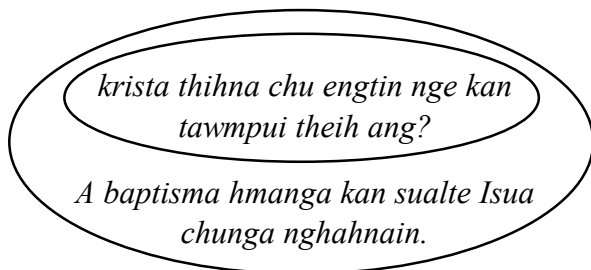 krista thihna chu engtin nge kan
tawmpui theih ang?
A baptisma hmanga kan sualte Isua
chunga nghahnain.